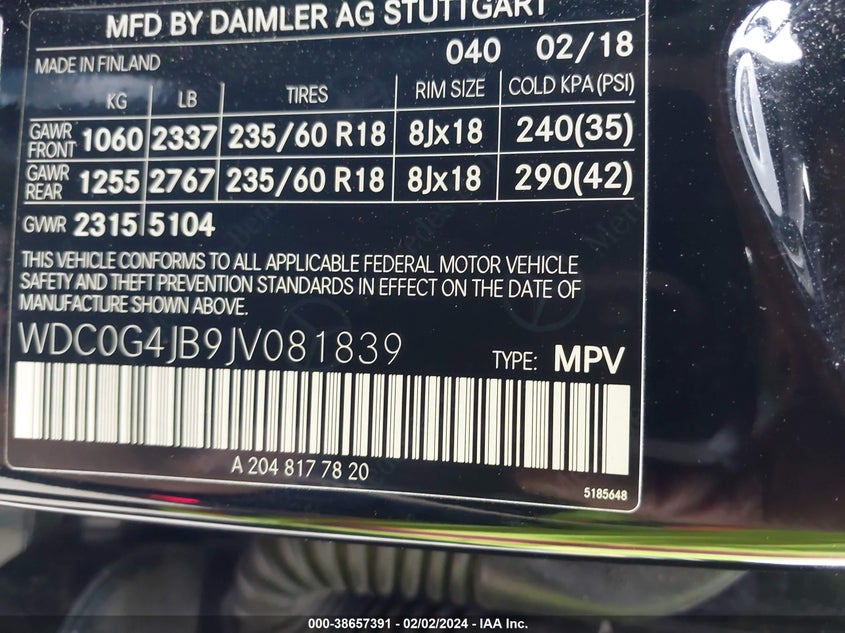 MFD BY DAIMLER AG STUTTGART
040 02/18
MADE IN FINLAND
KG LB TIRES RIM SIZE COLD KPA (PSI)
GAWR FRONT 1060 2337 235/60 R18 8Jx18 240(35)
GAWR REAR 1255 2767 235/60 R18 8Jx18 290(42)
GVWR 2315 5104
THIS VEHICLE CONFORMS TO ALL APPLICABLE FEDERAL MOTOR VEHICLE
SAFETY AND THEFT PREVENTION STANDARDS IN EFFECT ON THE DATE OF
MANUFACTURE SHOWN ABOVE.
WDC0G4JB9JV081839 TYPE: MPV
A 204 817 78 20
5185648
000-38657391 - 02/02/2024 - IAA Inc.